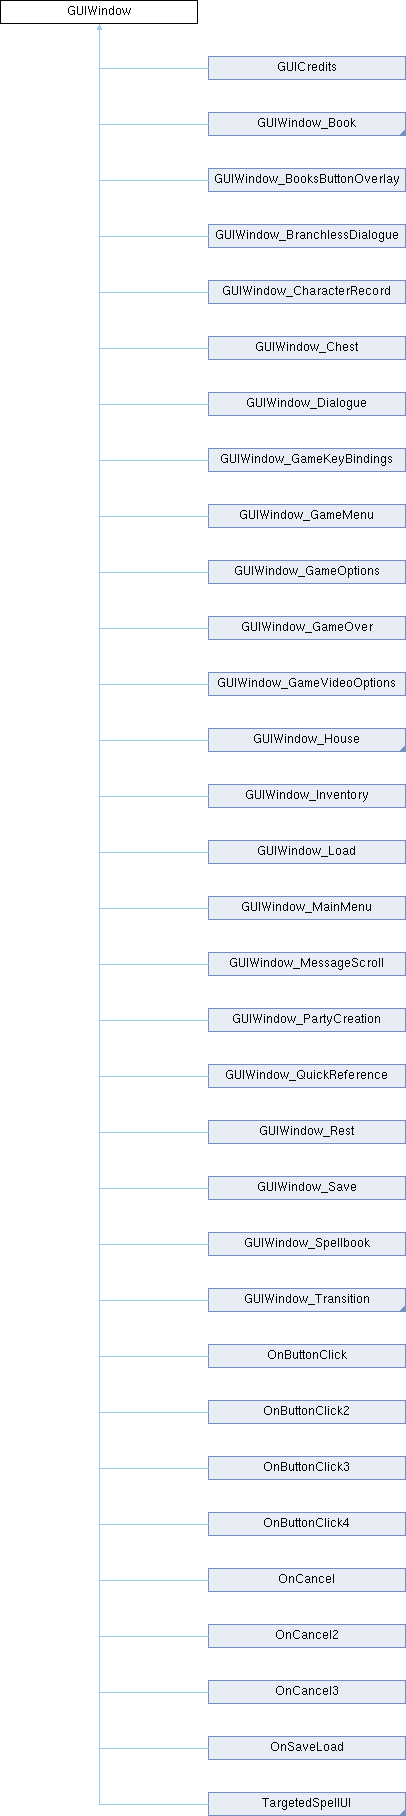 GUIWindow
GUICredits
GUIWindow_Book
GUIWindow_BooksButtonOverlay
GUIWindow_BranchlessDialogue
GUIWindow_CharacterRecord
GUIWindow_Chest
GUIWindow_Dialogue
GUIWindow_GameKeyBindings
GUIWindow_GameMenu
GUIWindow_GameOptions
GUIWindow_GameOver
GUIWindow_GameVideoOptions
GUIWindow_House
GUIWindow_Inventory
GUIWindow_Load
GUIWindow_MainMenu
GUIWindow_MessageScroll
GUIWindow_PartyCreation
GUIWindow_QuickReference
GUIWindow_Rest
GUIWindow_Save
GUIWindow_Spellbook
GUIWindow_Transition
OnButtonClick
OnButtonClick2
OnButtonClick3
OnButtonClick4
OnCancel
OnCancel2
OnCancel3
OnSaveLoad
TargetedSpellUI